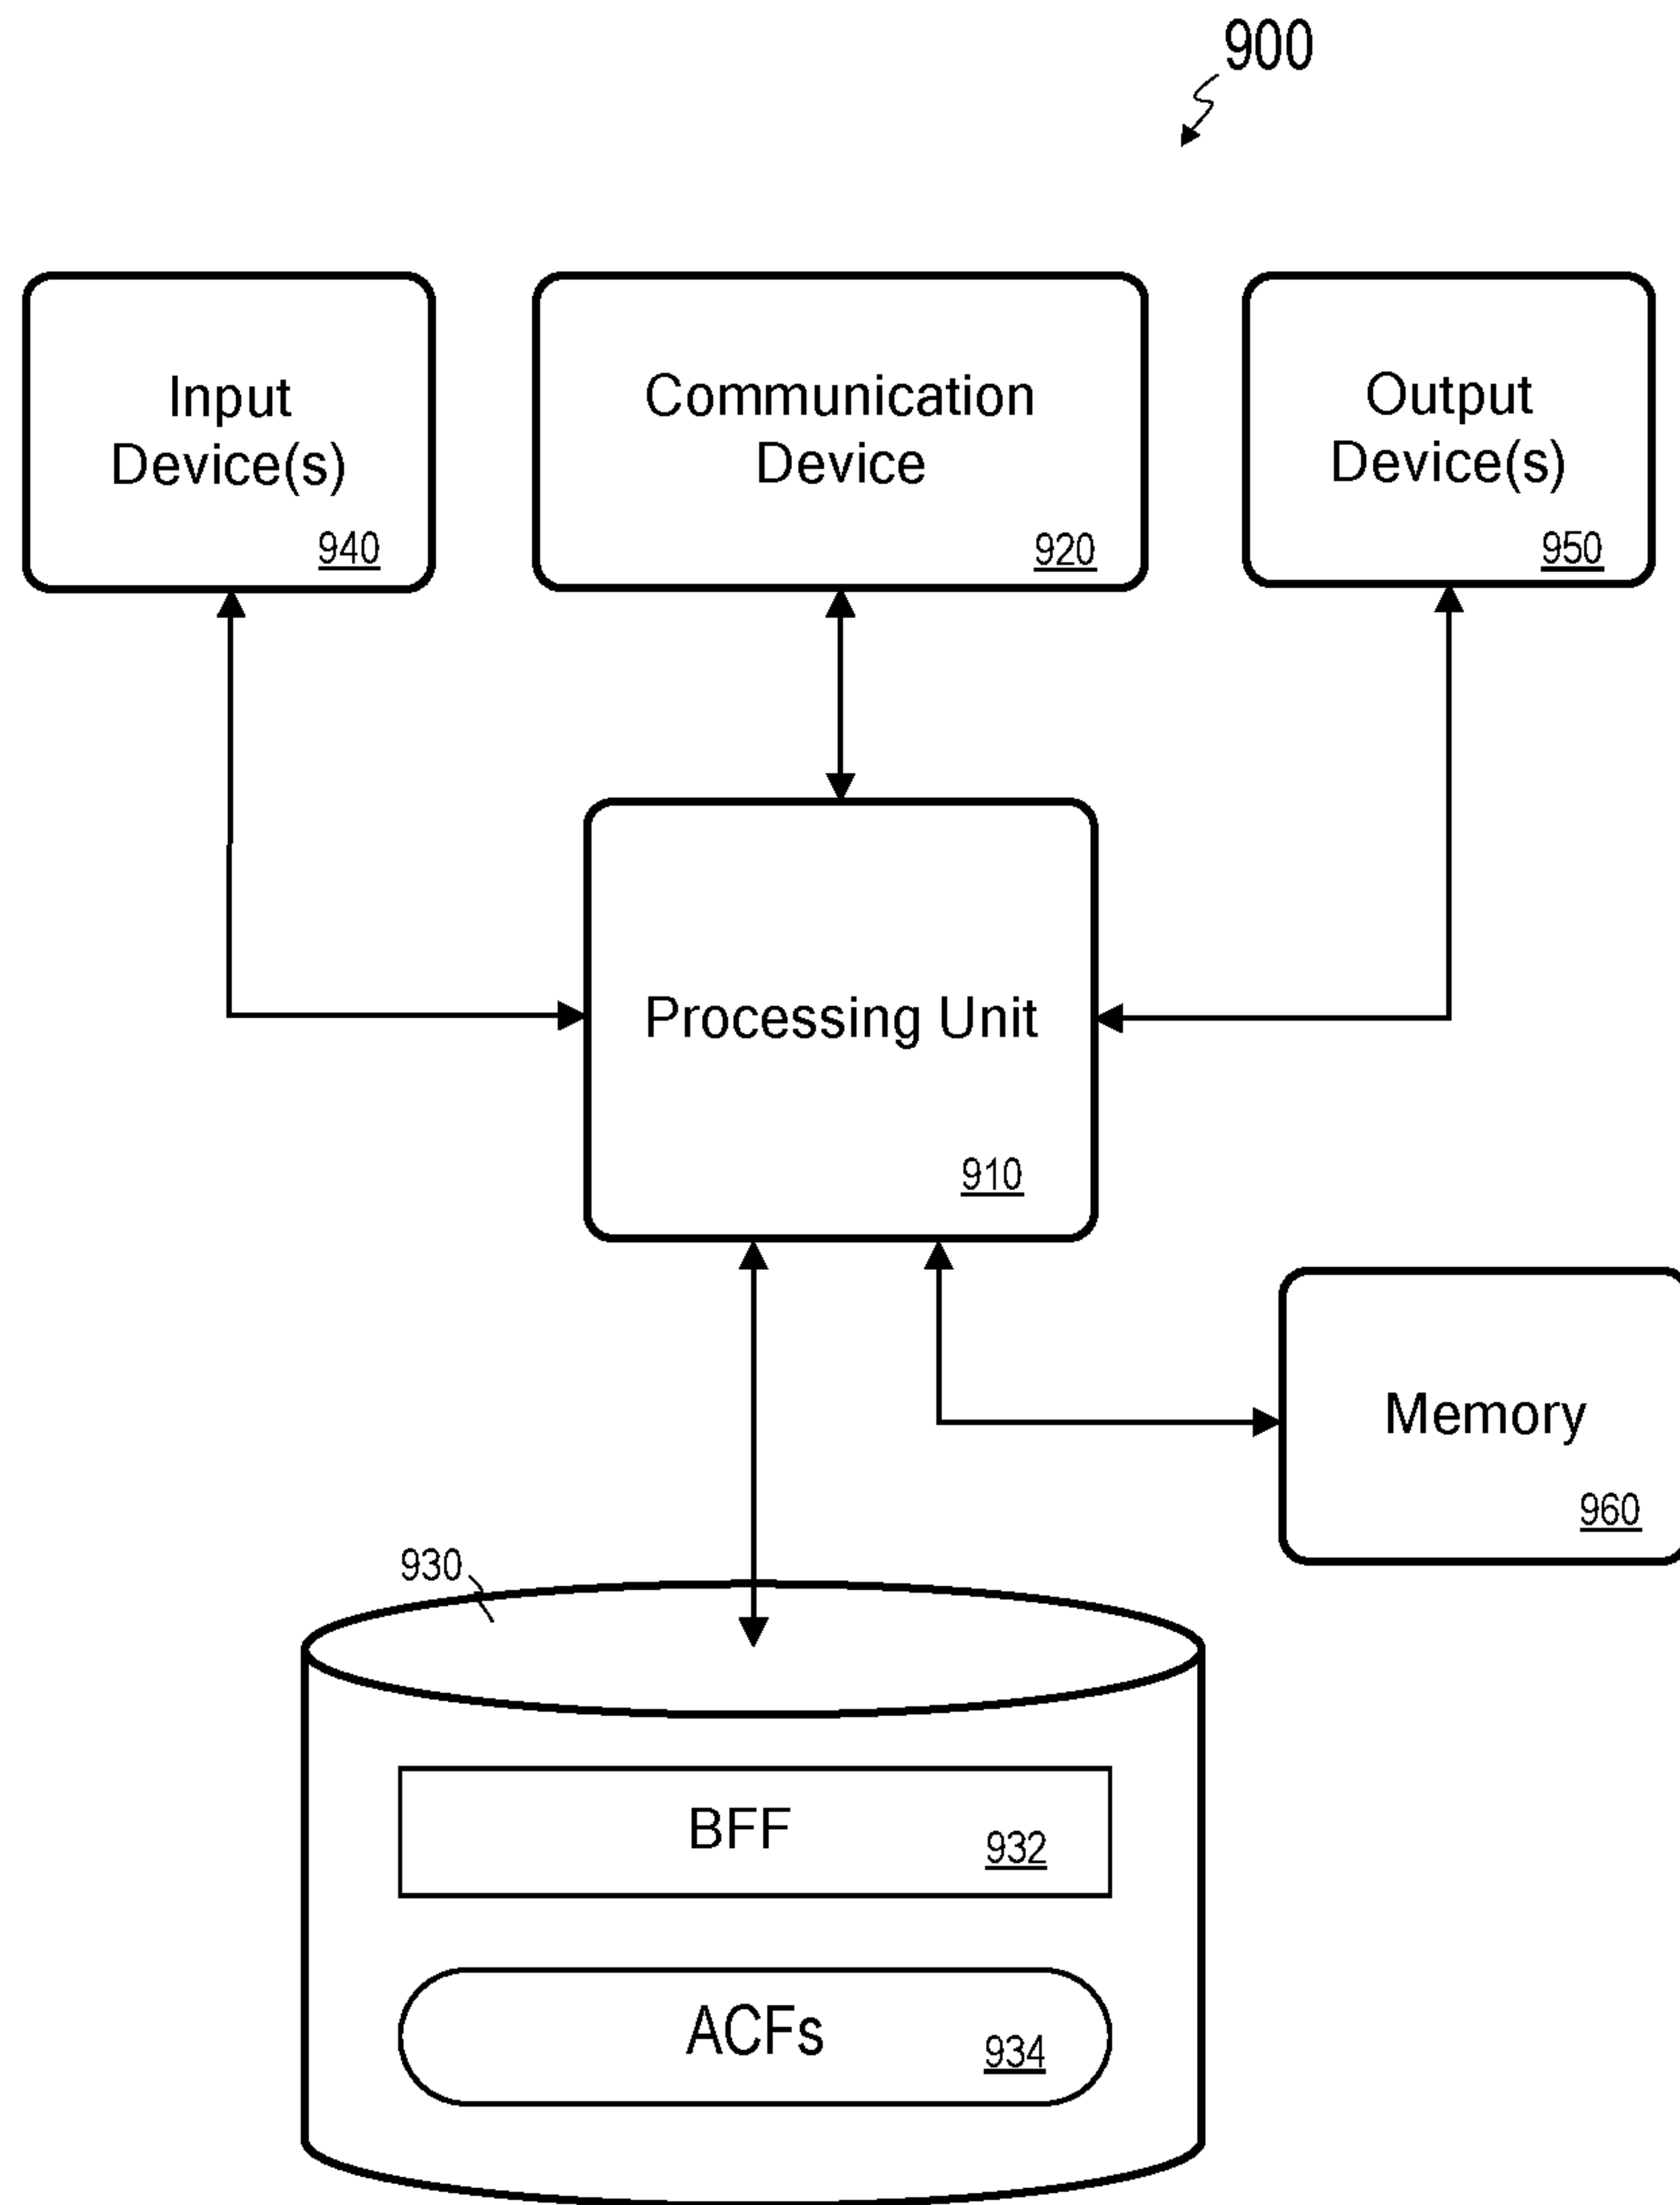 900
Input
Device(s)
940
Communication
Device
920
Output
Device(s)
950
Processing Unit
910
Memory
960
930
BFF
932
ACFs
934